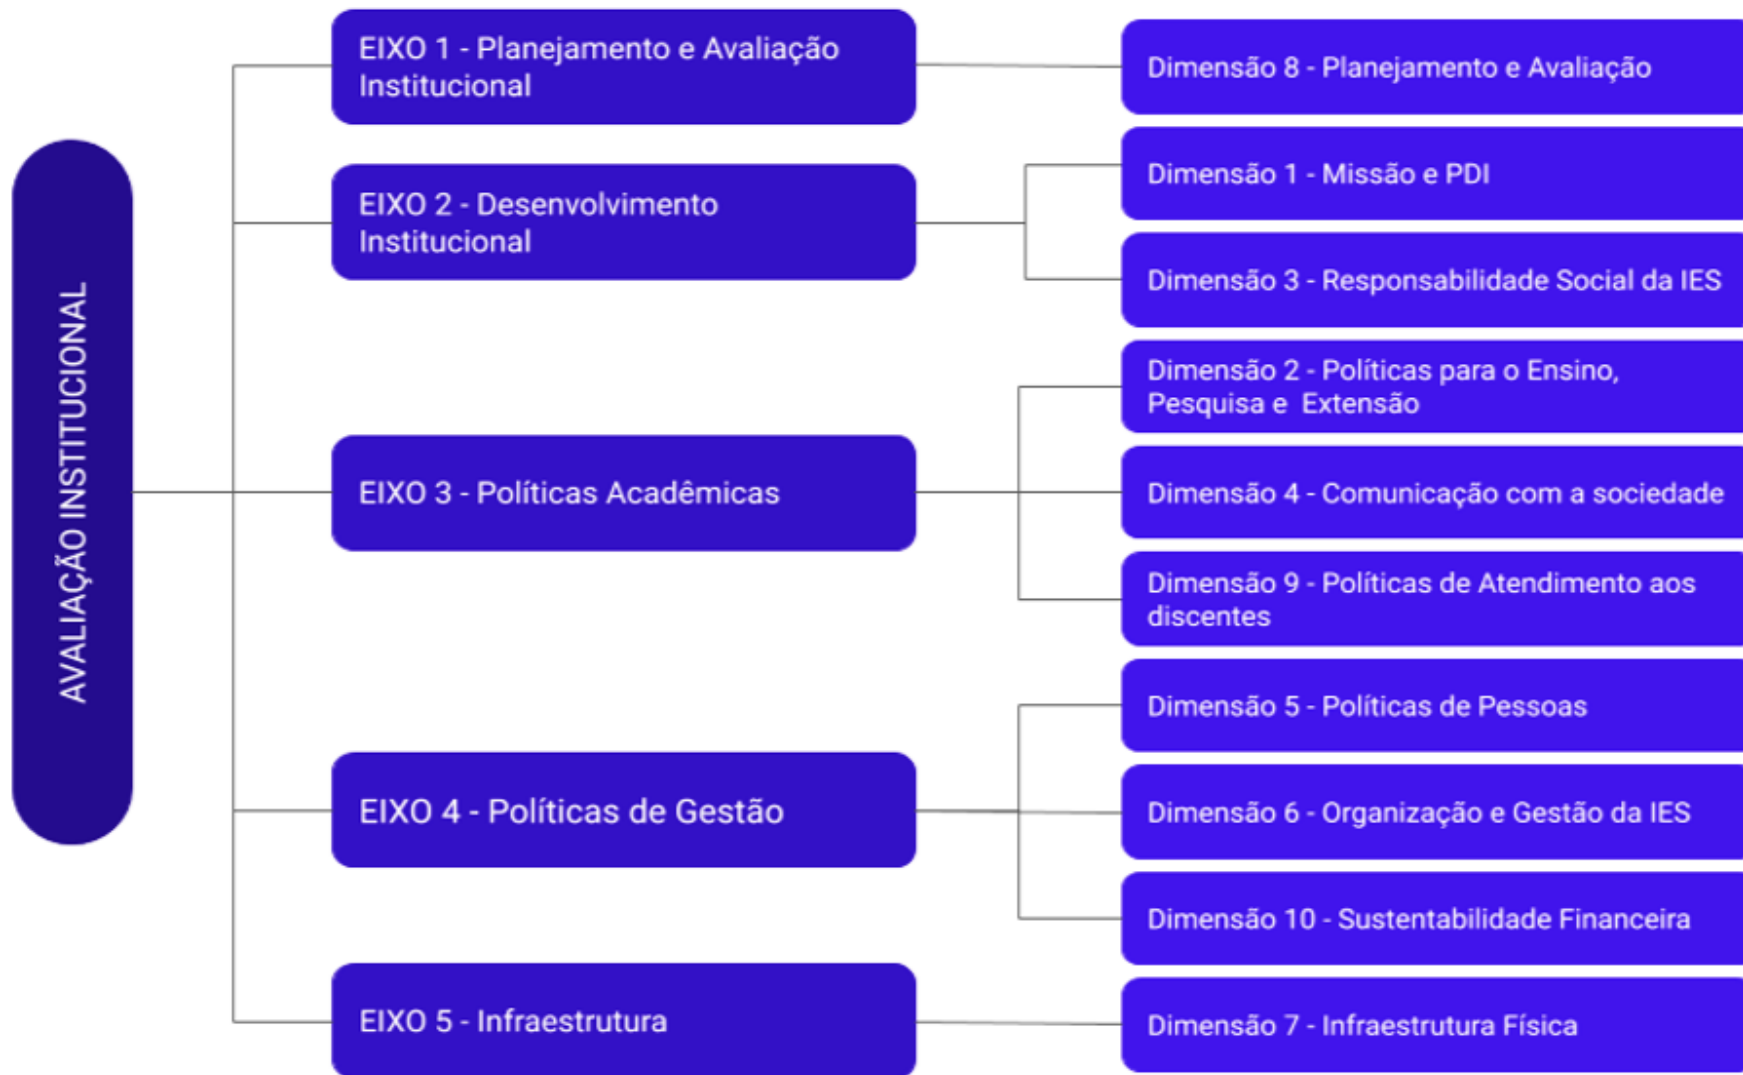 AVALIAÇÃO INSTITUCIONAL
EIXO 1 - Planejamento e Avaliação
Institucional
Dimensão 8 - Planejamento e Avaliação
EIXO 2 - Desenvolvimento
Institucional
Dimensão 1 - Missão e PDI
Dimensão 3 - Responsabilidade Social da IES
EIXO 3 - Políticas Acadêmicas
Dimensão 2 - Políticas para o Ensino,
Pesquisa e Extensão
Dimensão 4 - Comunicação com a sociedade
Dimensão 9 - Políticas de Atendimento aos
discentes
EIXO 4 - Políticas de Gestão
Dimensão 5 - Políticas de Pessoas
Dimensão 6 - Organização e Gestão da IES
Dimensão 10 - Sustentabilidade Financeira
EIXO 5 - Infraestrutura
Dimensão 7 - Infraestrutura Física